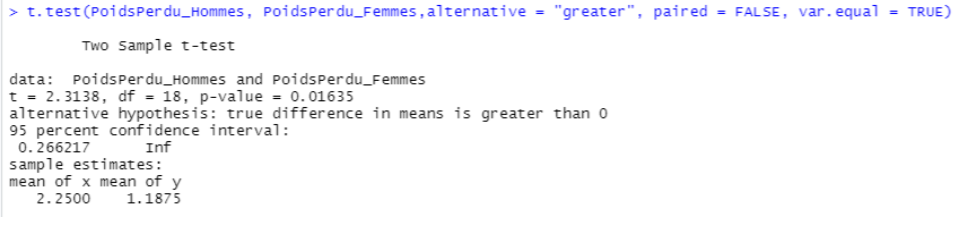 > t.test(PoidsPerdu_Hommes, PoidsPerdu_Femmes,alternative = "greater", paired = FALSE, var.equal = TRUE)
Two Sample t-test
data:  PoidsPerdu_Hommes and PoidsPerdu_Femmes
t = 2.3138, df = 18, p-value = 0.01635
alternative hypothesis: true difference in means is greater than 0
95 percent confidence interval:
0.266217      Inf
sample estimates:
mean of x mean of y
2.2500    1.1875